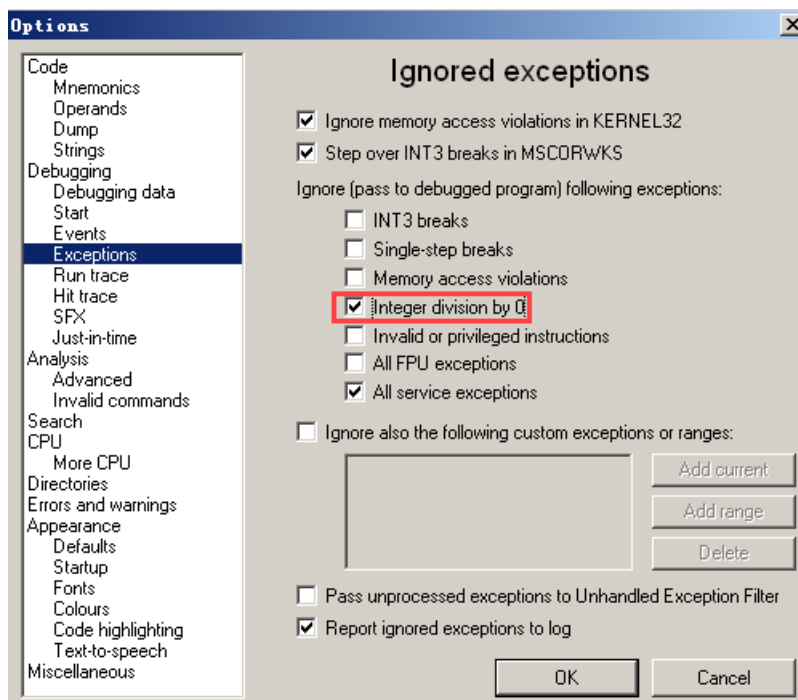 Options
Code
Mnemonics
Operands
Dump
Strings
Debugging
Debugging data
Start
Events
Exceptions
Run trace
Hit trace
SFX
Just-in-time
Analysis
Advanced
Invalid commands
Search
CPU
More CPU
Directories
Errors and warnings
Appearance
Defaults
Startup
Fonts
Colours
Code highlighting
Text-to-speech
Miscellaneous
Ignored exceptions
Ignore memory access violations in KERNEL32
Step over INT3 breaks in MSCORWKS
Ignore (pass to debugged program) following exceptions:
INT3 breaks
Single-step breaks
Memory access violations
Integer division by 0
Invalid or privileged instructions
All FPU exceptions
All service exceptions
Ignore also the following custom exceptions or ranges:
Add current
Add range
Delete
Pass unprocessed exceptions to Unhandled Exception Filter
Report ignored exceptions to log
OK
Cancel